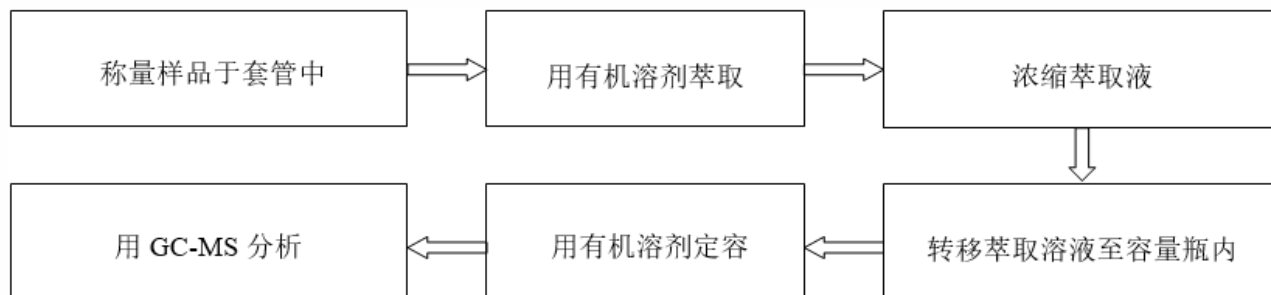 称量样品于套管中
用有机溶剂萃取
浓缩萃取液
转移萃取溶液至容量瓶内
用有机溶剂定容
用 GC-MS 分析